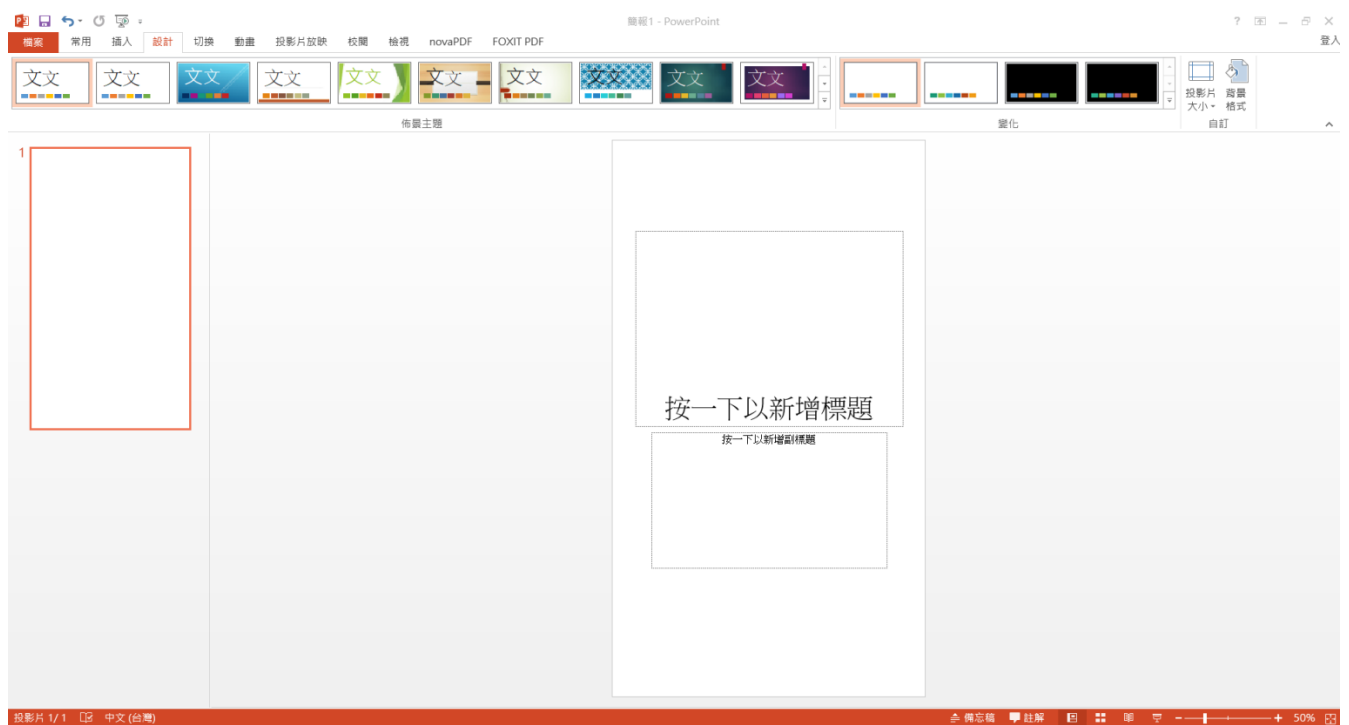 簡報1 - PowerPoint
檔案 常用 插入 設計 切換 動畫 投影片放映 校閱 檢視 novaPDF FOXIT PDF 登入
文文 文文 文文 文文 文文 文文 文文 文文 文文 文文
投影片 背景
大小 格式
佈景主題 變化 自訂
1
按一下以新增標題
按一下以新增副標題
投影片 1/1 中文 (台灣) 備忘稿 註解 50%